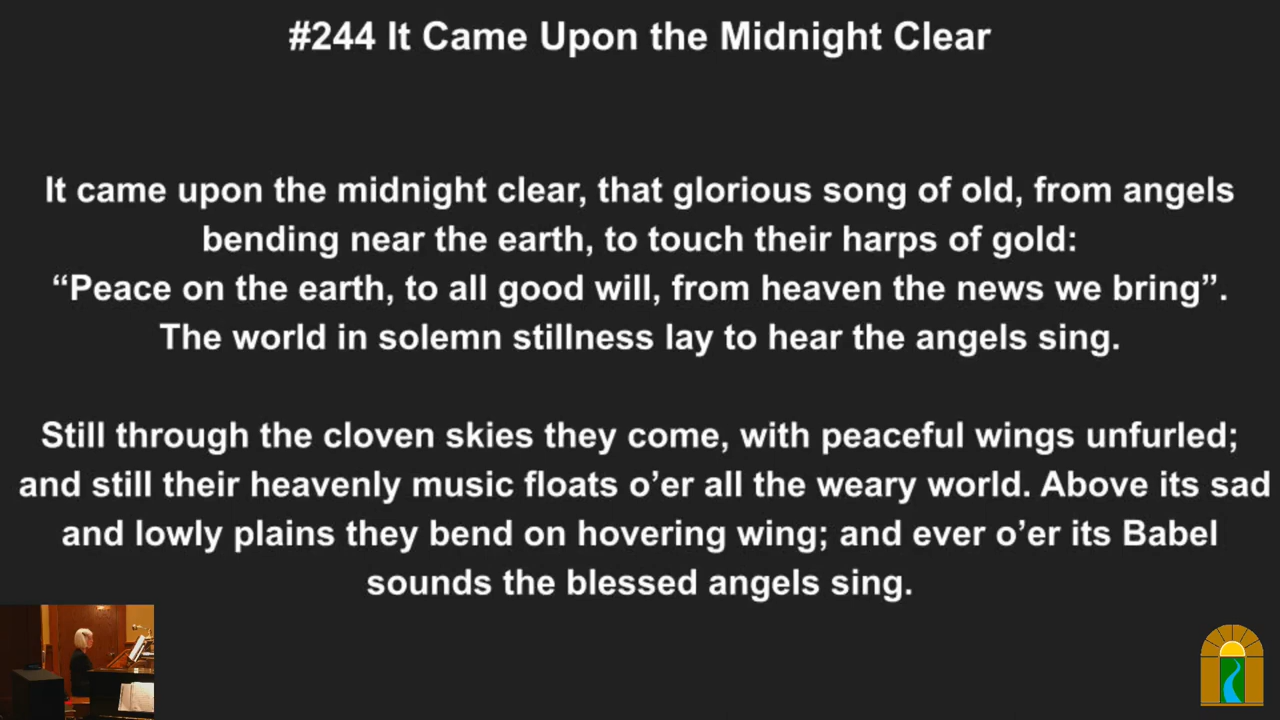 #244 It Came Upon the Midnight Clear
It came upon the midnight clear, that glorious song of old, from angels
bending near the earth, to touch their harps of gold:
“Peace on the earth, to all good will, from heaven the news we bring”.
The world in solemn stillness lay to hear the angels sing.
Still through the cloven skies they come, with peaceful wings unfurled;
and still their heavenly music floats o’er all the weary world. Above its sad
and lowly plains they bend on hovering wing; and ever o’er its Babel
sounds the blessed angels sing.